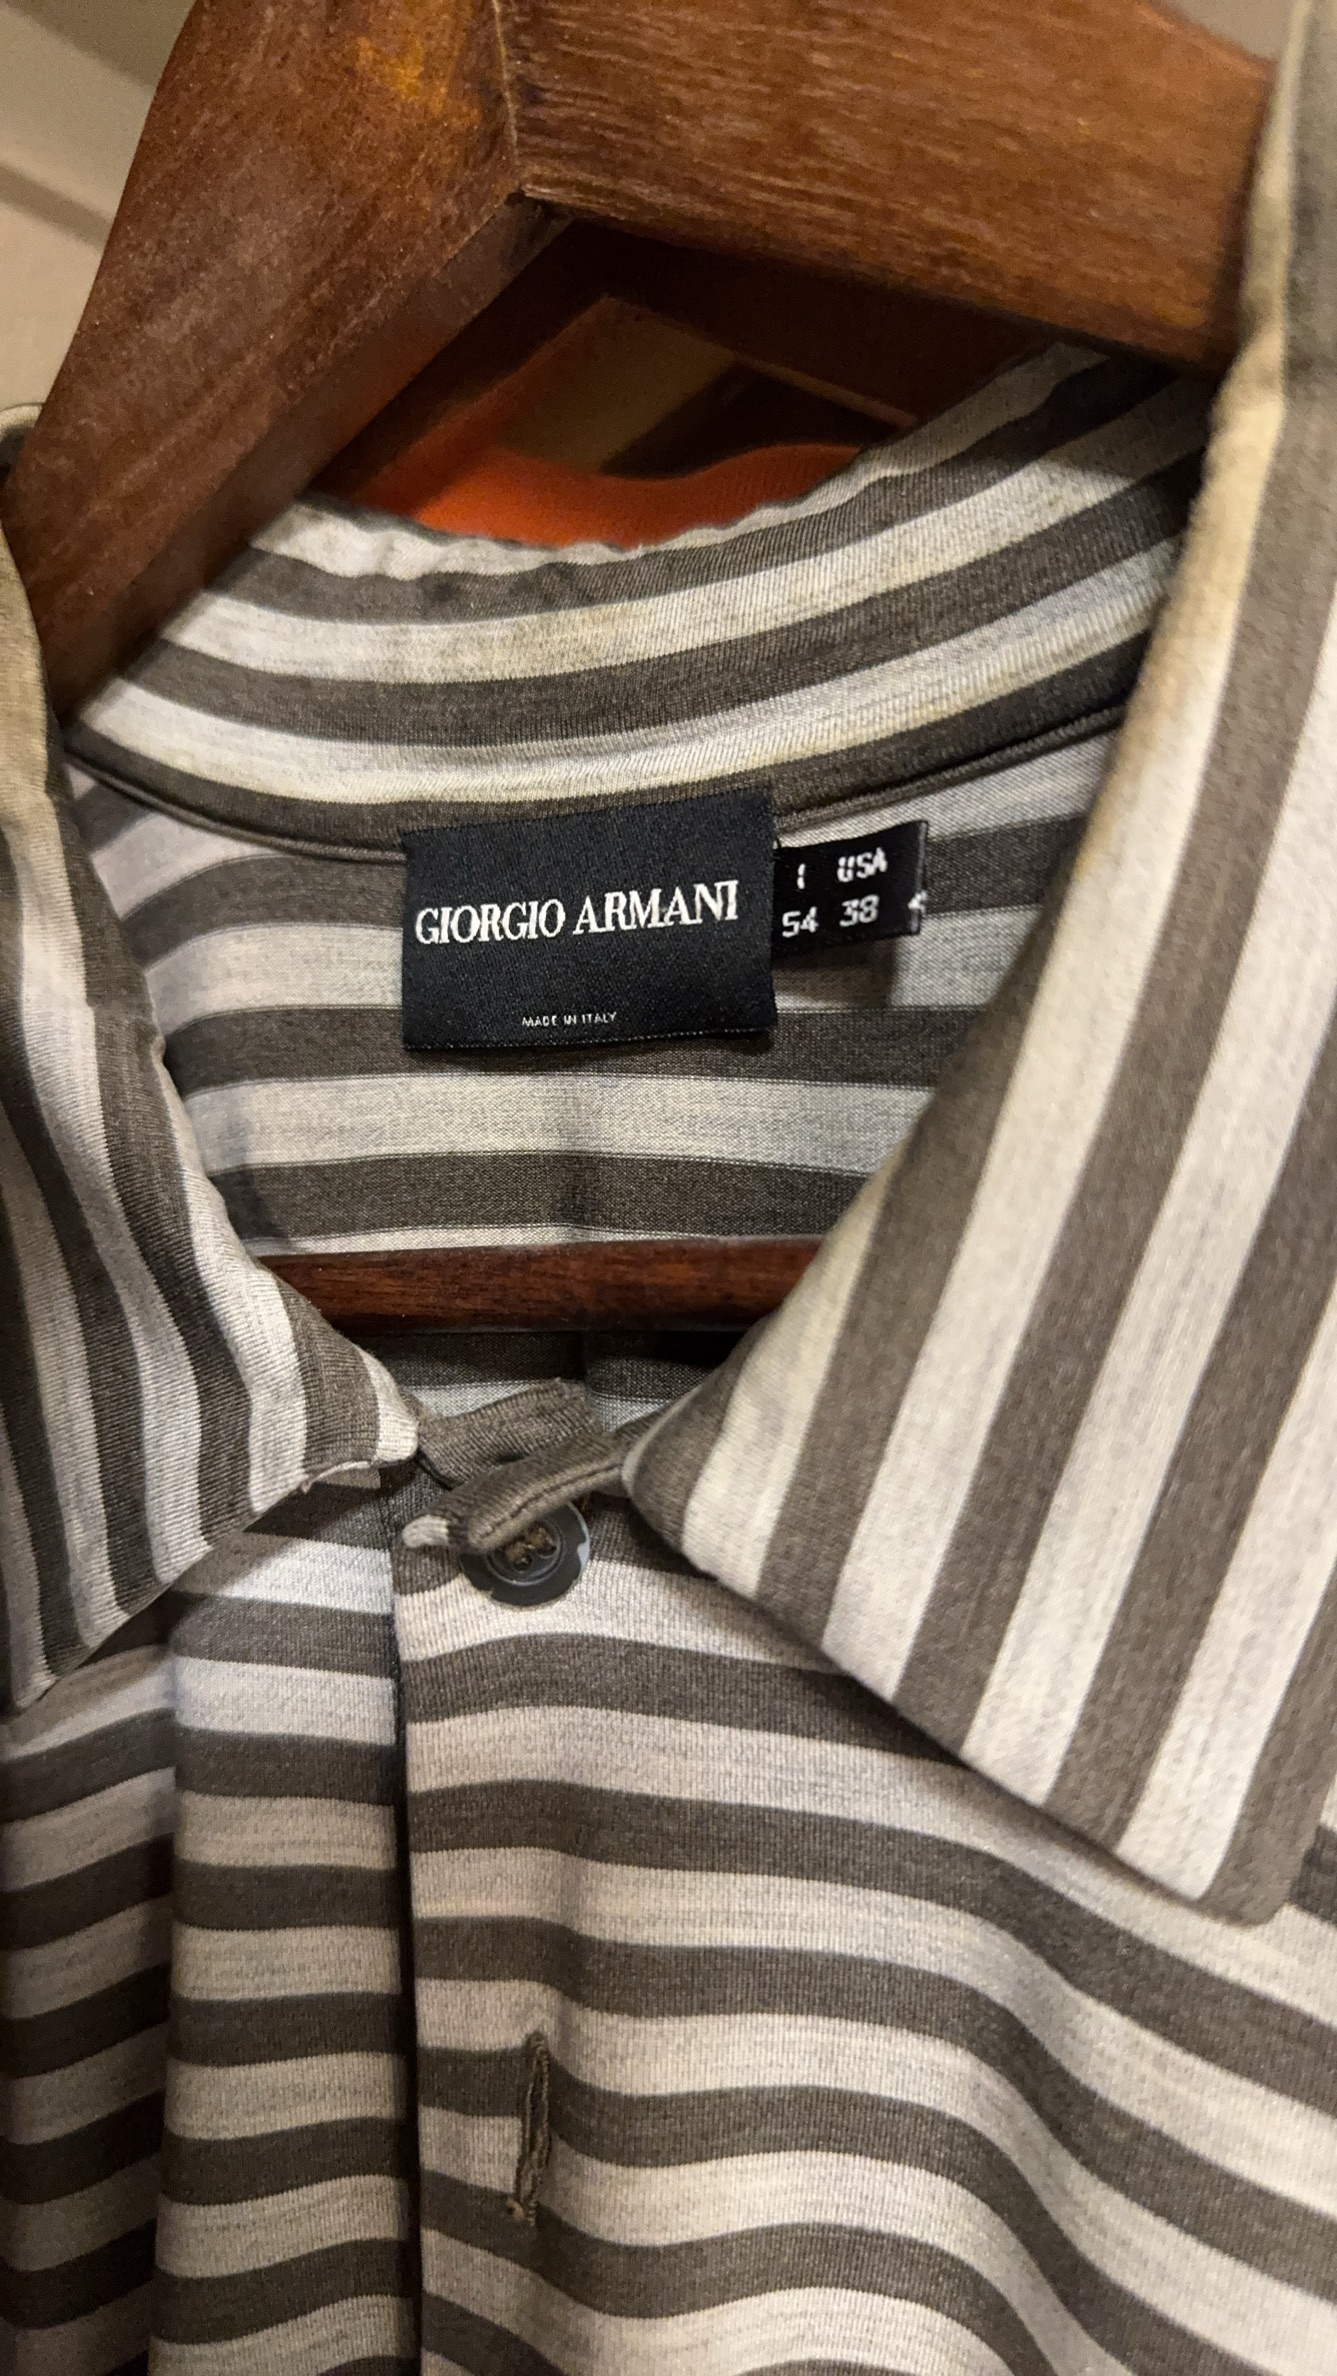 GIORGIO ARMANI
MADE IN ITALY
I USA
54 38